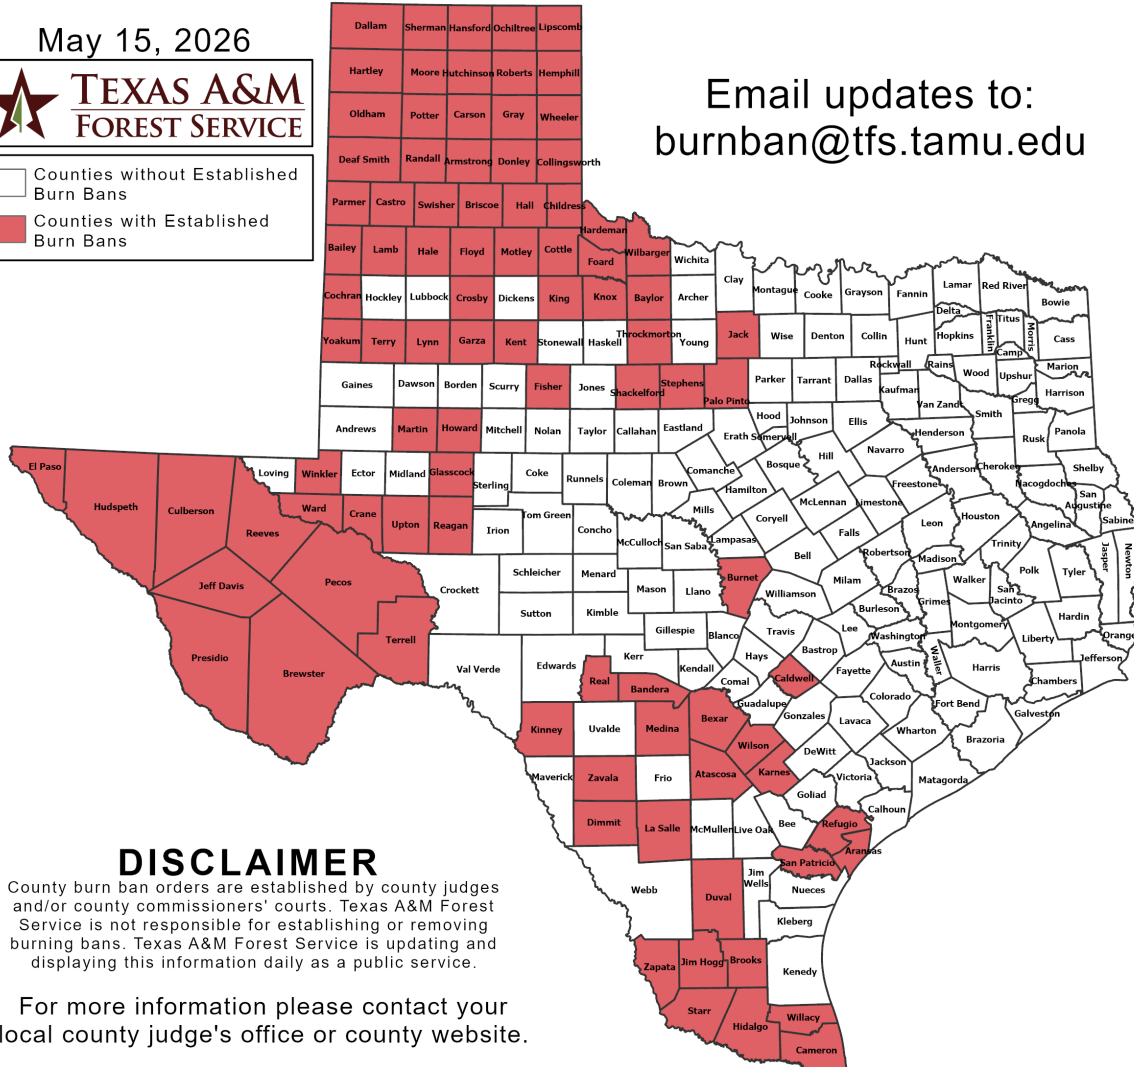 May 15, 2026
TEXAS A&M
FOREST SERVICE
Counties without Established
Burn Bans
Counties with Established
Burn Bans
Email updates to:
burnban@tfs.tamu.edu
Dallam Sherman Hansford Ochiltree Lipscomb
Hartley Moore Hutchinson Roberts Hemphill
Oldham Potter Carson Gray Wheeler
Deaf Smith Randall Armstrong Donley Collingsworth
Parmer Castro Swisher Briscoe Hall Childress
Hardeman
Bailey Lamb Hale Floyd Motley Cottle Foard Wilbarger Wichita
Clay Montague Cooke Grayson Fannin Lamar Red River Bowie
Cochran Hockley Lubbock Crosby Dickens King Knox Baylor Archer
Delta Titus Franklin Morris
Yoakum Terry Lynn Garza Kent Stonewall Haskell Throckmorton Young Jack Wise Denton Collin Hunt Hopkins Cass
Camp
Rockwall Rains Wood Upshur Marion
Gaines Dawson Borden Scurry Fisher Jones Shackelford Stephens Palo Pinto Parker Tarrant Dallas Kaufman Van Zandt Gregg Harrison
Smith
Andrews Martin Howard Mitchell Nolan Taylor Callahan Eastland Erath Hood Somervell Johnson Ellis Henderson Rusk Panola
El Paso Loving Winkler Ector Midland Glasscock Sterling Coke Runnels Coleman Brown Comanche Bosque Hill Navarro Anderson Cherokee Shelby
Hamilton Freestone Nacogdoches San Augustine
Hudspeth Culberson Reeves Ward Crane Upton Reagan Irion Tom Green Concho McCulloch San Saba Mills Lampasas Coryell McLennan Limestone Falls Leon Houston Angelina Sabine
Trinity Jasper Newton
Jeff Davis Pecos Crockett Schleicher Menard Mason Llano Burnet Bell Milam Robertson Madison Polk Tyler
Williamson Brazos Grimes Walker San Jacinto
Sutton Kimble Burleson Montgomery Liberty Hardin
Presidio Brewster Terrell Val Verde Edwards Kerr Gillespie Blanco Travis Lee Washington Orange
Real Bandera Kendall Comal Hays Bastrop Fayette Austin Waller Harris Jefferson
Caldwell Chambers
Guadalupe Colorado Fort Bend Galveston
Kinney Uvalde Medina Bexar Gonzales Lavaca Wharton Brazoria
Wilson DeWitt Jackson
Maverick Zavala Frio Atascosa Karnes Victoria Matagorda
Goliad Calhoun
Dimmit La Salle McMullen Live Oak Bee Refugio
Aransas
San Patricio
Webb Duval Jim Wells Nueces
Kleberg
Zapata Jim Hogg Brooks Kenedy
Starr Hidalgo Willacy
Cameron
DISCLAIMER
County burn ban orders are established by county judges
and/or county commissioners' courts. Texas A&M Forest
Service is not responsible for establishing or removing
burning bans. Texas A&M Forest Service is updating and
displaying this information daily as a public service.
For more information please contact your
local county judge's office or county website.